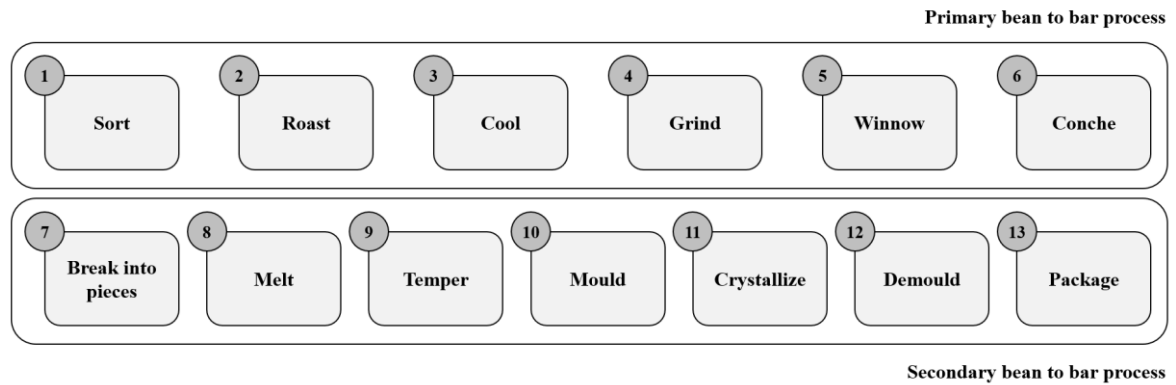 Primary bean to bar process
1 2 3 4 5 6
Sort Roast Cool Grind Winnow Conche
7 8 9 10 11 12 13
Break into
pieces Melt Temper Mould Crystallize Demould Package
Secondary bean to bar process